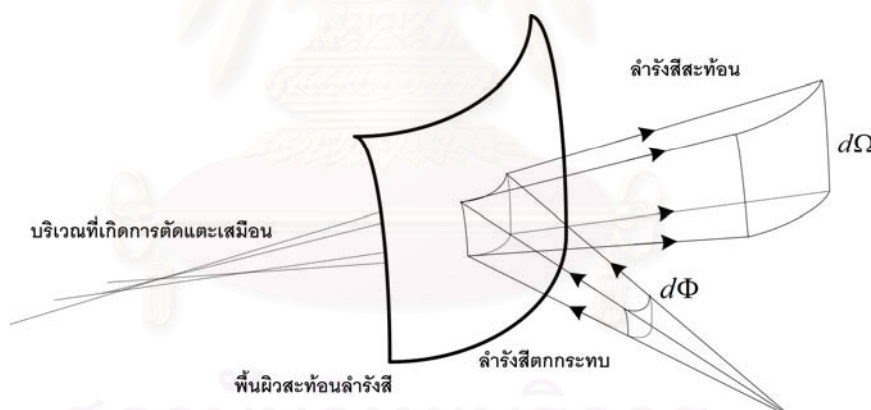 ลำรังสีสะท้อน
dΩ
บริเวณที่เกิดการตัดแตะเสมือน
dΦ
ลำรังสีตกกระทบ
พื้นผิวสะท้อนลำรังสี